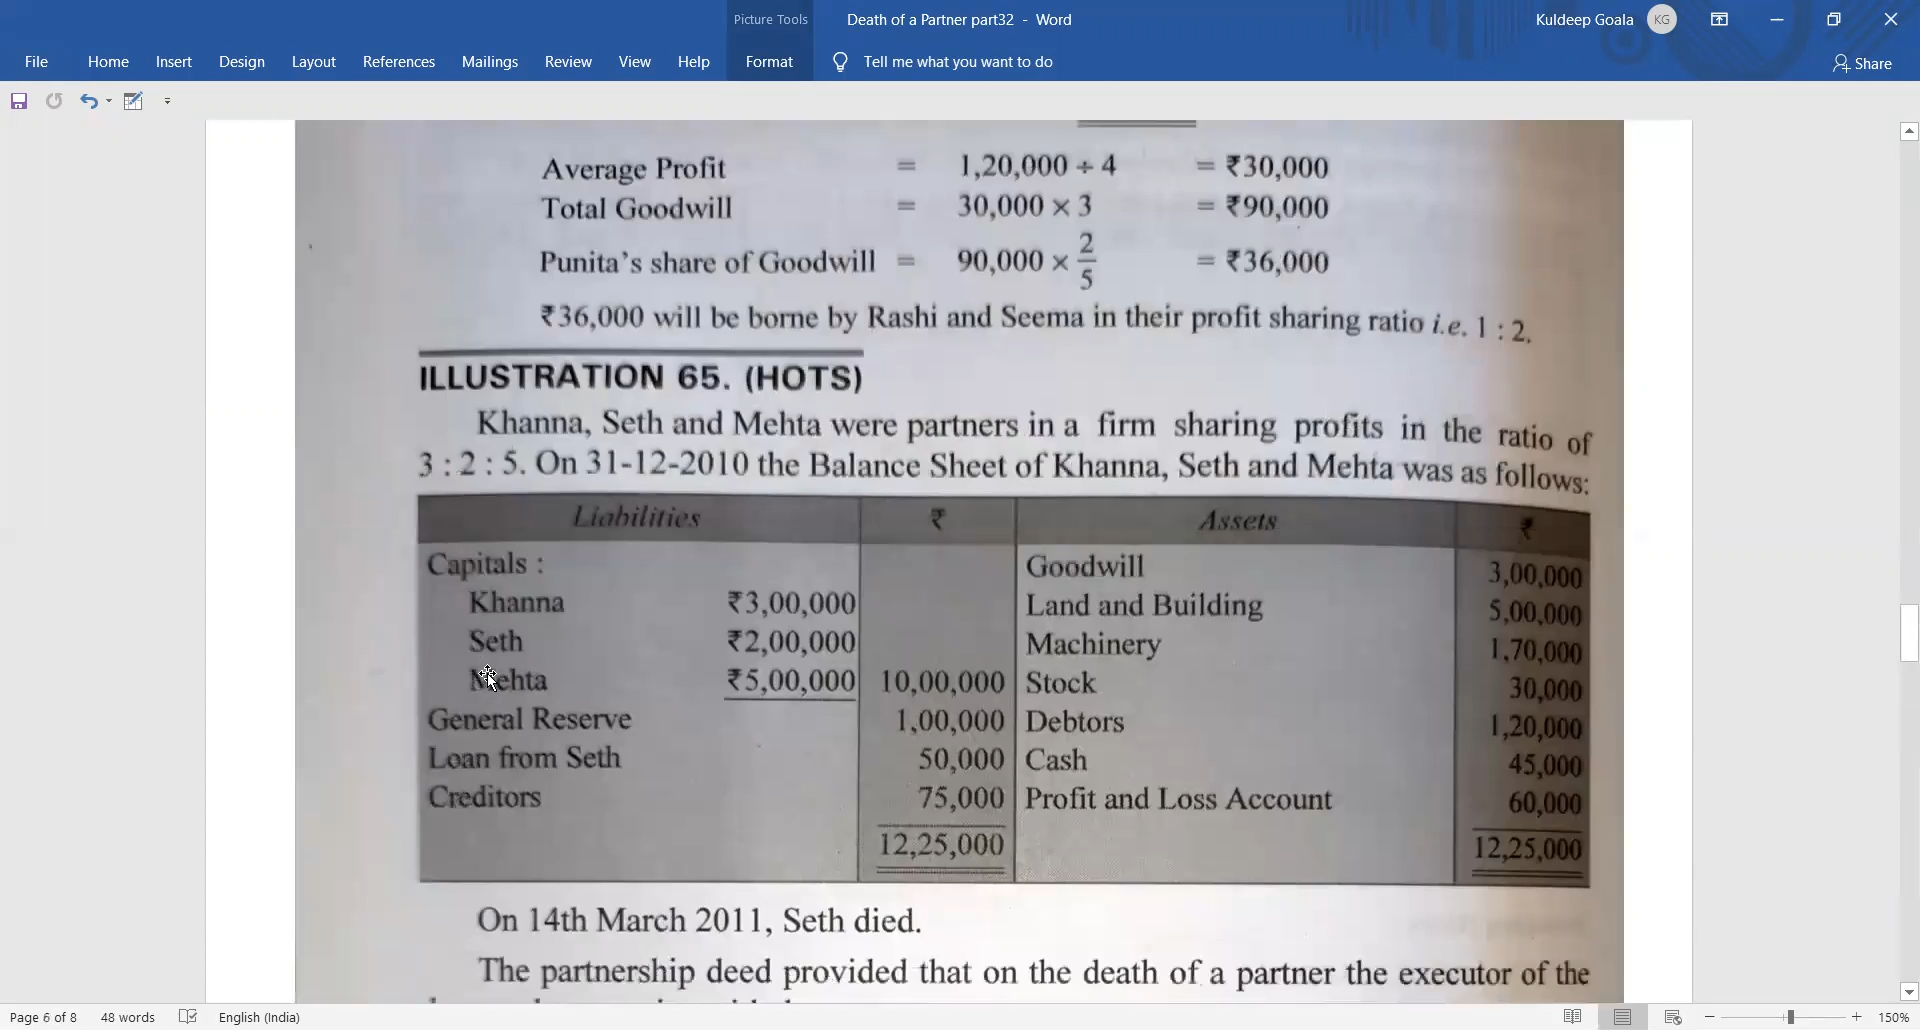 Picture Tools
Death of a Partner part32 - Word
Kuldeep Goala
KG
File Home Insert Design Layout References Mailings Review View Help Format Tell me what you want to do
Share
Average Profit = 1,20,000 ÷ 4 = ₹30,000
Total Goodwill = 30,000 × 3 = ₹90,000
Punita's share of Goodwill = 90,000 × 2/5 = ₹36,000
₹36,000 will be borne by Rashi and Seema in their profit sharing ratio i.e. 1 : 2.
ILLUSTRATION 65. (HOTS)
Khanna, Seth and Mehta were partners in a firm sharing profits in the ratio of
3 : 2 : 5. On 31-12-2010 the Balance Sheet of Khanna, Seth and Mehta was as follows:
Liabilities ₹ Assets ₹
Capitals : Goodwill 3,00,000
Khanna ₹3,00,000 Land and Building 5,00,000
Seth ₹2,00,000 Machinery 1,70,000
Mehta ₹5,00,000 10,00,000 Stock 30,000
General Reserve 1,00,000 Debtors 1,20,000
Loan from Seth 50,000 Cash 45,000
Creditors 75,000 Profit and Loss Account 60,000
12,25,000 12,25,000
On 14th March 2011, Seth died.
The partnership deed provided that on the death of a partner the executor of the
Page 6 of 8 48 words English (India) 150%